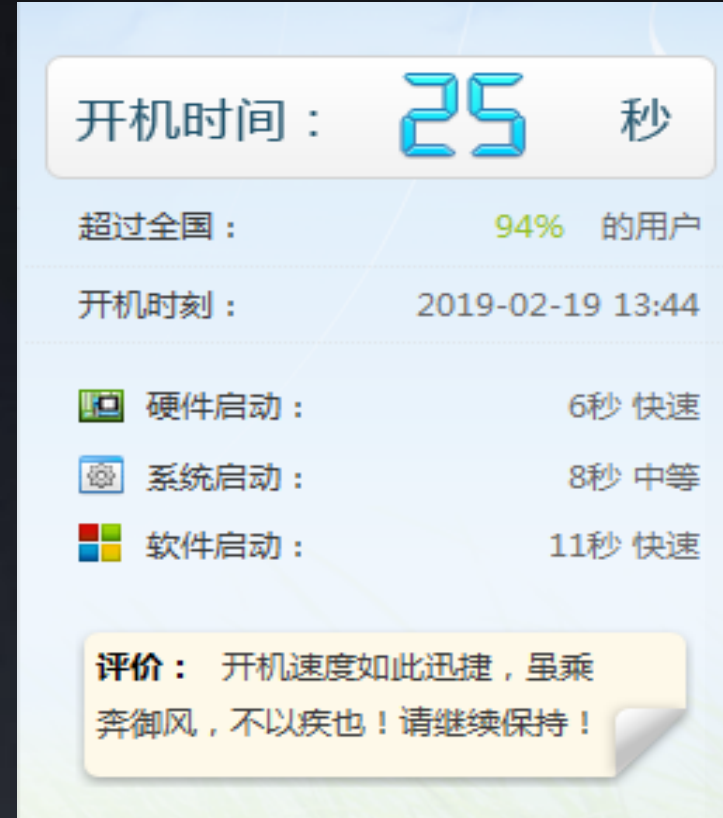 开机时间：25 秒
超过全国：94% 的用户
开机时刻：2019-02-19 13:44
硬件启动：6秒 快速
系统启动：8秒 中等
软件启动：11秒 快速
评价： 开机速度如此迅捷，虽乘
奔御风，不以疾也！请继续保持！